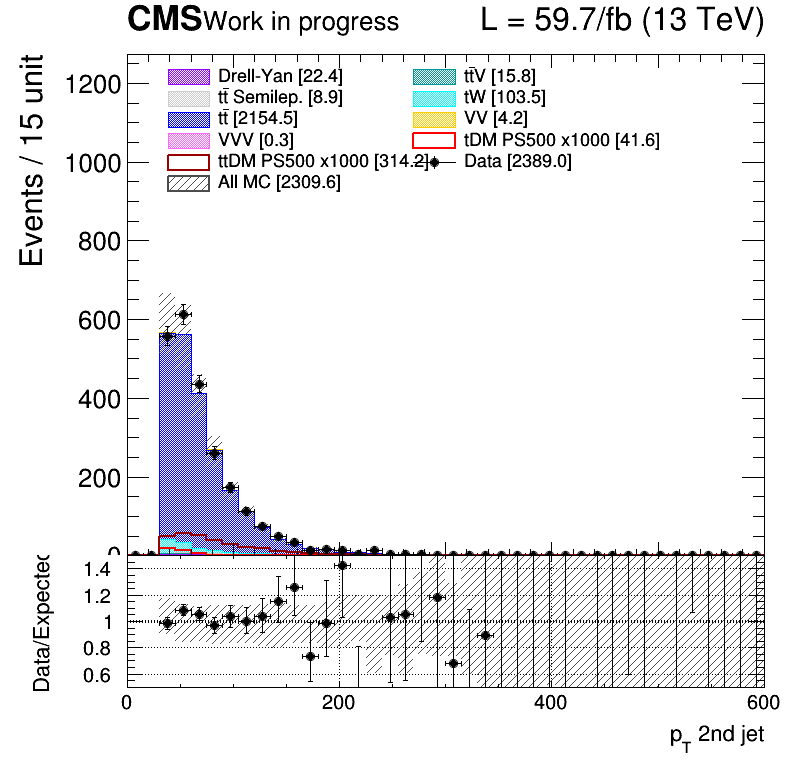 CMS Work in progress L = 59.7/fb (13 TeV)
Events / 15 unit
Drell-Yan [22.4] tt̄V [15.8]
tt̄ Semilep. [8.9] tW [103.5]
tt̄ [2154.5] VV [4.2]
VVV [0.3] tDM PS500 x1000 [41.6]
ttDM PS500 x1000 [314.2] Data [2389.0]
All MC [2309.6]
1200
1000
800
600
400
200
0
Data/Expected
1.4
1.2
1
0.8
0.6
0 200 400 600
pT 2nd jet